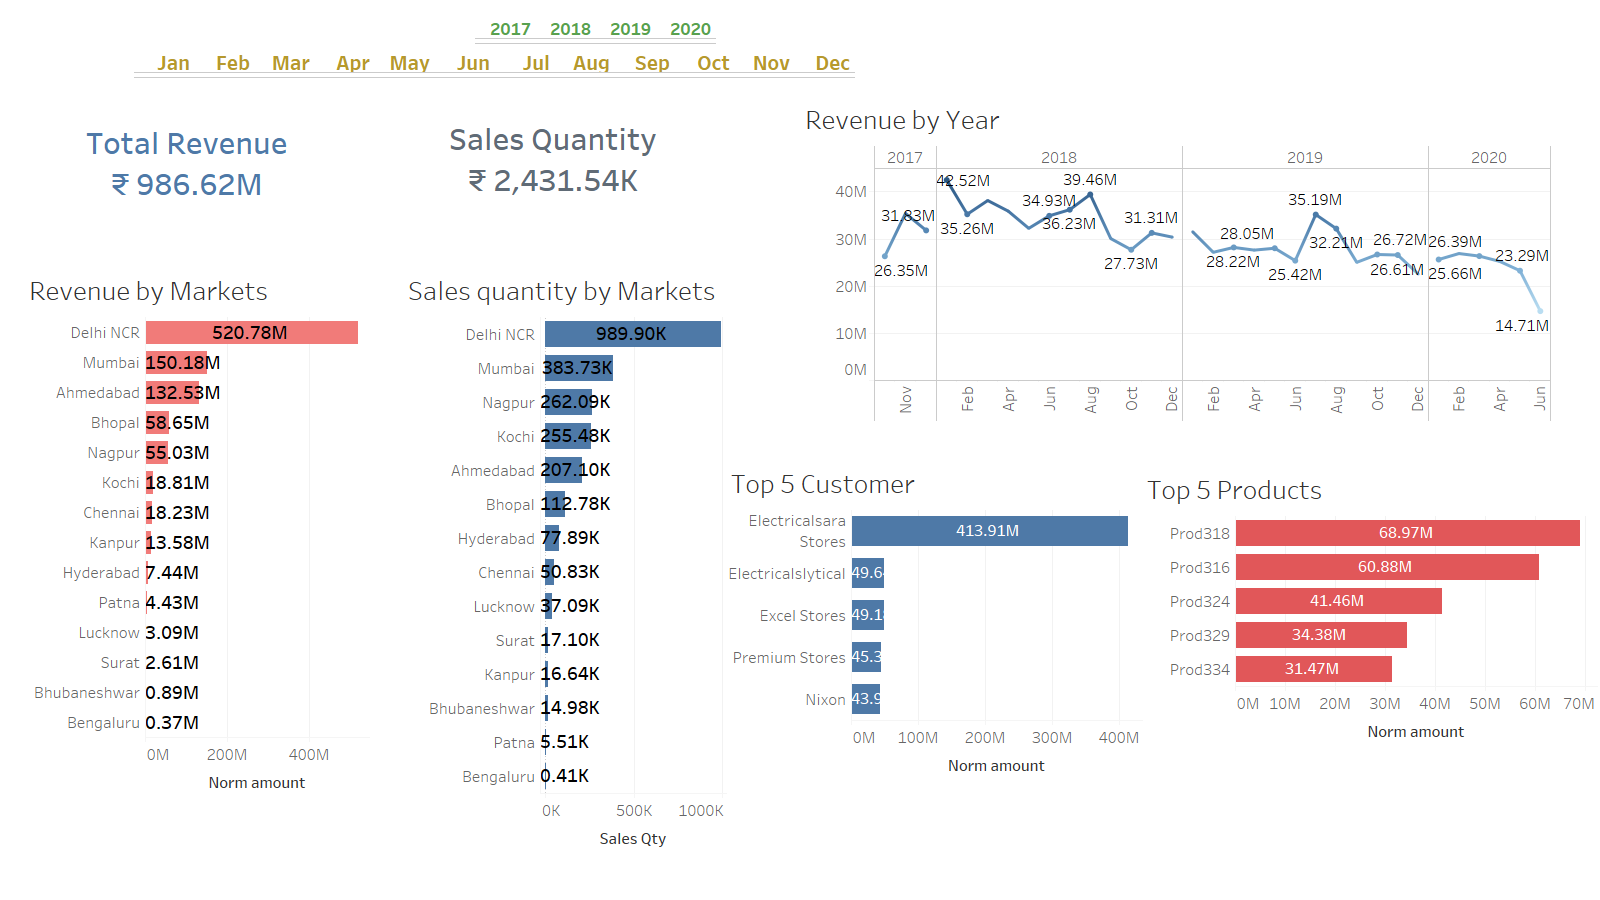 2017 2018 2019 2020
Jan Feb Mar Apr May Jun Jul Aug Sep Oct Nov Dec
Total Revenue
₹ 986.62M
Sales Quantity
₹ 2,431.54K
Revenue by Year
2017 2018 2019 2020
40M
30M
20M
10M
0M
26.35M
31.83M
42.52M
35.26M
34.93M
36.23M
39.46M
27.73M
31.31M
28.22M
28.05M
25.42M
35.19M
32.21M
26.72M
26.61M
25.66M
26.39M
23.29M
14.71M
Nov Feb Apr Jun Aug Oct Dec Feb Apr Jun Aug Oct Dec Feb Apr Jun
Revenue by Markets
Delhi NCR 520.78M
Mumbai 150.18M
Ahmedabad 132.53M
Bhopal 58.65M
Nagpur 55.03M
Kochi 18.81M
Chennai 18.23M
Kanpur 13.58M
Hyderabad 7.44M
Patna 4.43M
Lucknow 3.09M
Surat 2.61M
Bhubaneshwar 0.89M
Bengaluru 0.37M
0M 200M 400M
Norm amount
Sales quantity by Markets
Delhi NCR 989.90K
Mumbai 383.73K
Nagpur 262.09K
Kochi 255.48K
Ahmedabad 207.10K
Bhopal 112.78K
Hyderabad 77.89K
Chennai 50.83K
Lucknow 37.09K
Surat 17.10K
Kanpur 16.64K
Bhubaneshwar 14.98K
Patna 5.51K
Bengaluru 0.41K
0K 500K 1000K
Sales Qty
Top 5 Customer
Electricalsara
Stores 413.91M
Electricalslytical
Excel Stores
Premium Stores 45.3
Nixon 43.9
0M 100M 200M 300M 400M
Norm amount
Top 5 Products
Prod318 68.97M
Prod316 60.88M
Prod324 41.46M
Prod329 34.38M
Prod334 31.47M
0M 10M 20M 30M 40M 50M 60M 70M
Norm amount